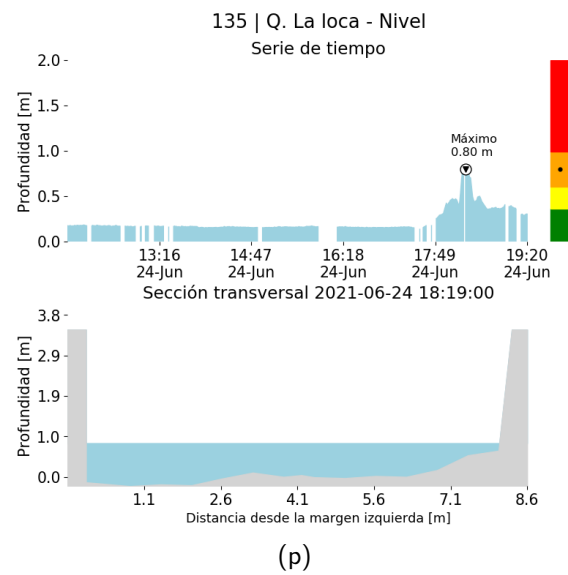 135 | Q. La loca - Nivel
Serie de tiempo
Profundidad [m]
2.0
1.5
1.0
0.5
0.0
Máximo
0.80 m
13:16 14:47 16:18 17:49 19:20
24-Jun 24-Jun 24-Jun 24-Jun 24-Jun
Sección transversal 2021-06-24 18:19:00
Profundidad [m]
3.8
2.9
1.9
1.0
0.0
1.1 2.6 4.1 5.6 7.1 8.6
Distancia desde la margen izquierda [m]
(p)